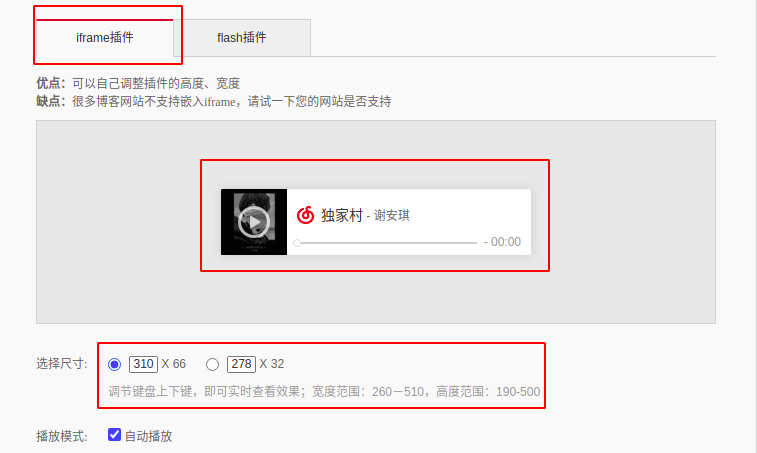 iframe插件 flash插件
优点：可以自己调整插件的高度、宽度
缺点：很多博客网站不支持嵌入iframe，请试一下您的网站是否支持
独家村 - 谢安琪
- 00:00
选择尺寸: 310 X 66 278 X 32
调节键盘上下键，即可实时查看效果；宽度范围：260－510，高度范围：190-500
播放模式: 自动播放